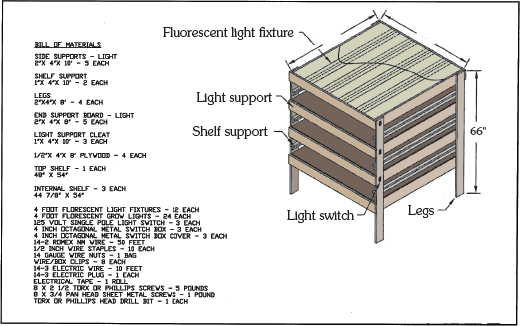 BILL OF MATERIALS
SIDE SUPPORTS - LIGHT
2"X 4"X 10' - 5 EACH
SHELF SUPPORT
1"X 4"X 10' - 2 EACH
LEGS
2"X4"X 8' - 4 EACH
END SUPPORT BOARD - LIGHT
2"X 4"X 8' - 5 EACH
LIGHT SUPPORT CLEAT
1"X 4"X 10' - 3 EACH
1/2"X 4'X 8' PLYWOOD - 4 EACH
TOP SHELF - 1 EACH
48" X 54"
INTERNAL SHELF - 3 EACH
44 7/8" X 54"
4 FOOT FLORESCENT LIGHT FIXTURES - 12 EACH
4 FOOT FLORESCENT GROW LIGHTS - 24 EACH
125 VOLT SINGLE POLE LIGHT SWITCH - 3 EACH
4 INCH OCTAGONAL METAL SWITCH BOX - 3 EACH
4 INCH OCTAGONAL METAL SWITCH BOX COVER - 3 EACH
14-2 ROMEX NM WIRE - 50 FEET
1/2 INCH WIRE STAPLES - 10 EACH
14 GAUGE WIRE NUTS - 1 BAG
WIRE/BOX CLIPS - 8 EACH
14-3 ELECTRIC WIRE - 10 FEET
14-3 ELECTRIC PLUG - 1 EACH
ELECTRICAL TAPE - 1 ROLL
8 X 2 1/2 TORX OR PHILLIPS SCREWS - 5 POUNDS
8 X 3/4 PAN HEAD SHEET METAL SCREWS - 1 POUND
TORX OR PHILLIPS HEAD DRILL BIT - 1 EACH
Fluorescent light fixture
Light support
Shelf support
66"
Light switch
Legs